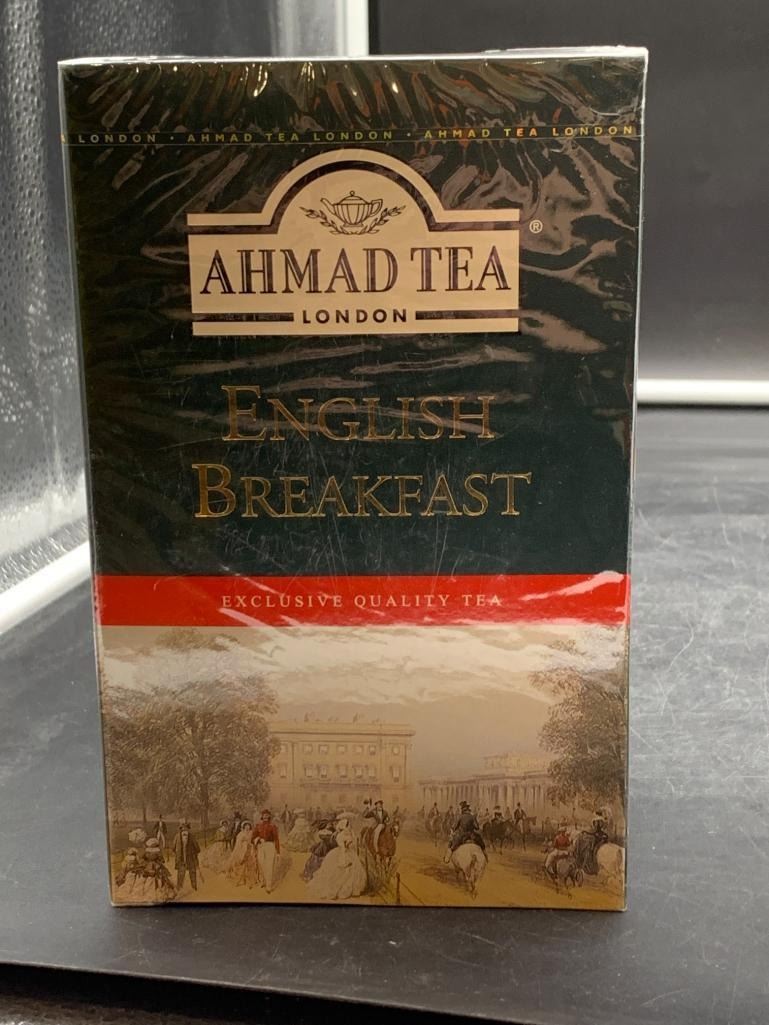 LONDON • AHMAD TEA LONDON • AHMAD TEA LONDON
AHMAD TEA®
LONDON
ENGLISH
BREAKFAST
EXCLUSIVE QUALITY TEA